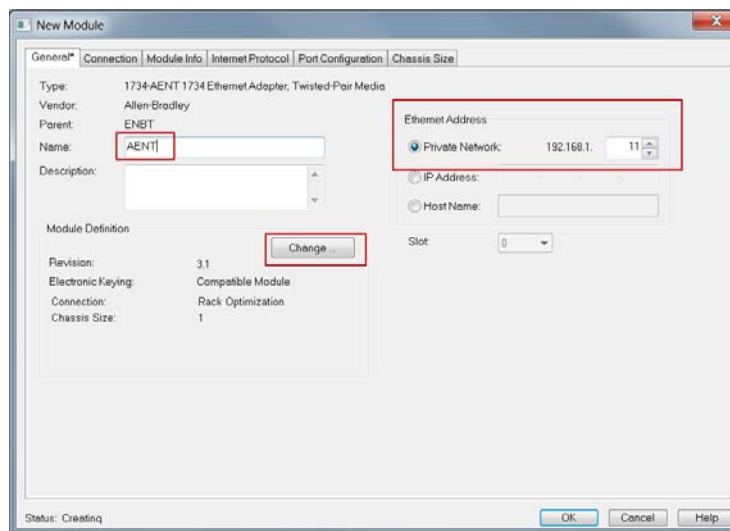 New Module
General* Connection Module Info Internet Protocol Port Configuration Chassis Size
Type: 1734-AENT 1734 Ethernet Adapter, Twisted-Pair Media
Vendor: Allen-Bradley
Parent: ENBT
Name: AENT
Description:
Ethernet Address
Private Network: 192.168.1. 11
IP Address:
Host Name:
Slot: 0
Module Definition
Change ...
Revision: 3.1
Electronic Keying: Compatible Module
Connection: Rack Optimization
Chassis Size: 1
Status: Creating
OK Cancel Help